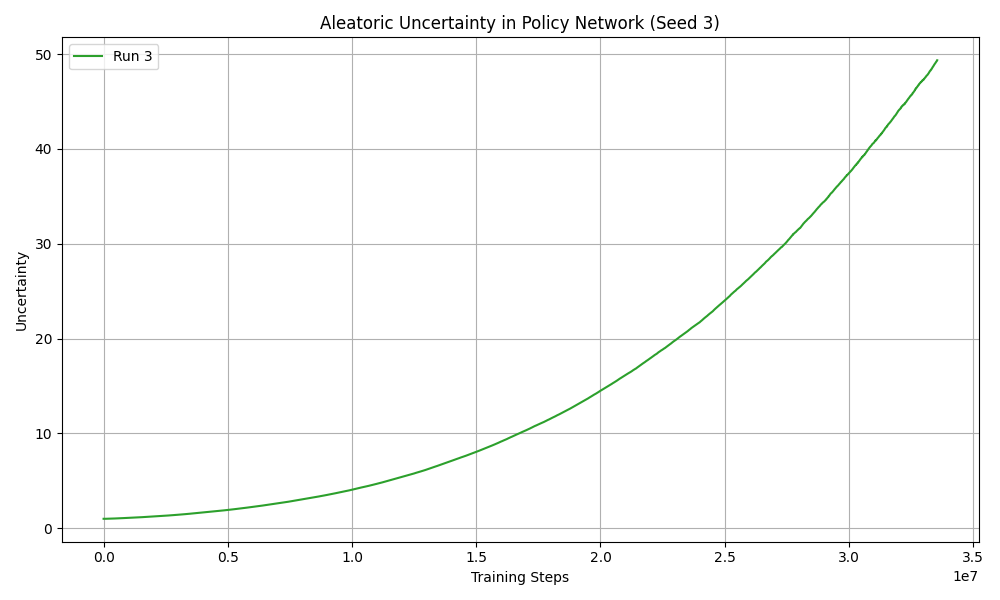 Aleatoric Uncertainty in Policy Network (Seed 3)
Run 3
50
40
30
20
10
0
Uncertainty
0.0 0.5 1.0 1.5 2.0 2.5 3.0 3.5
1e7
Training Steps